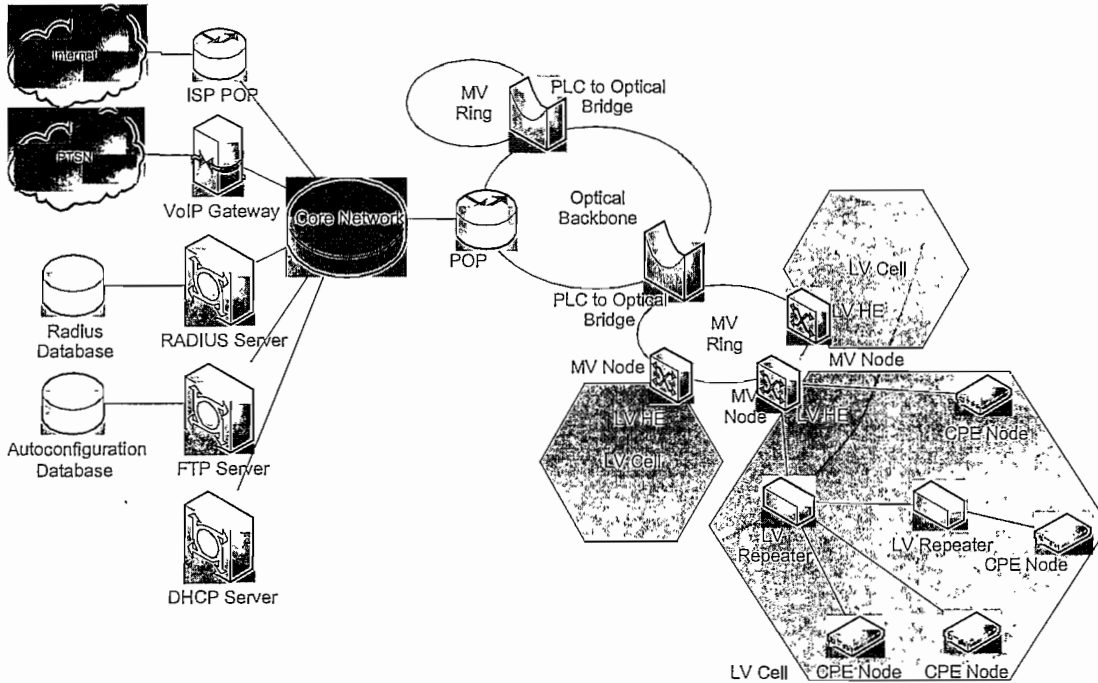 Internet
ISP POP
PTSN
VoIP Gateway
Core Network
Radius
Database
RADIUS Server
Autoconfiguration
Database
FTP Server
DHCP Server
POP
MV
Ring
PLC to Optical
Bridge
Optical
Backbone
PLC to Optical
Bridge
MV
Ring
LV Cell
LV HE
MV Node
MV Node
LV HE
LV Cell
MV
Node
LV HE
CPE Node
LV
Repeater
LV Repeater
CPE Node
CPE Node
CPE Node
LV Cell